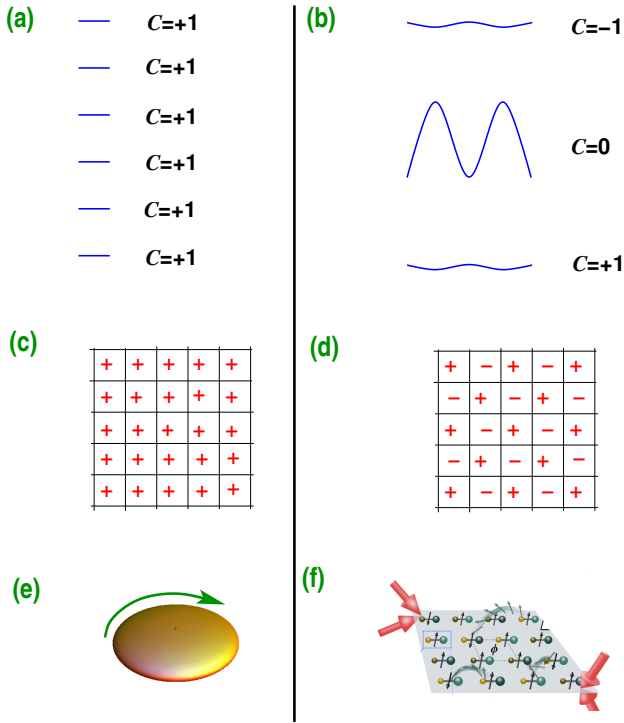 (a)
C=+1
C=+1
C=+1
C=+1
C=+1
C=+1
(b)
C=−1
C=0
C=+1
(c)
+ + + + +
+ + + + +
+ + + + +
+ + + + +
+ + + + +
(d)
+ − + − +
− + − + −
+ − + − +
− + − + −
+ − + − +
(e)
(f)
ϕ